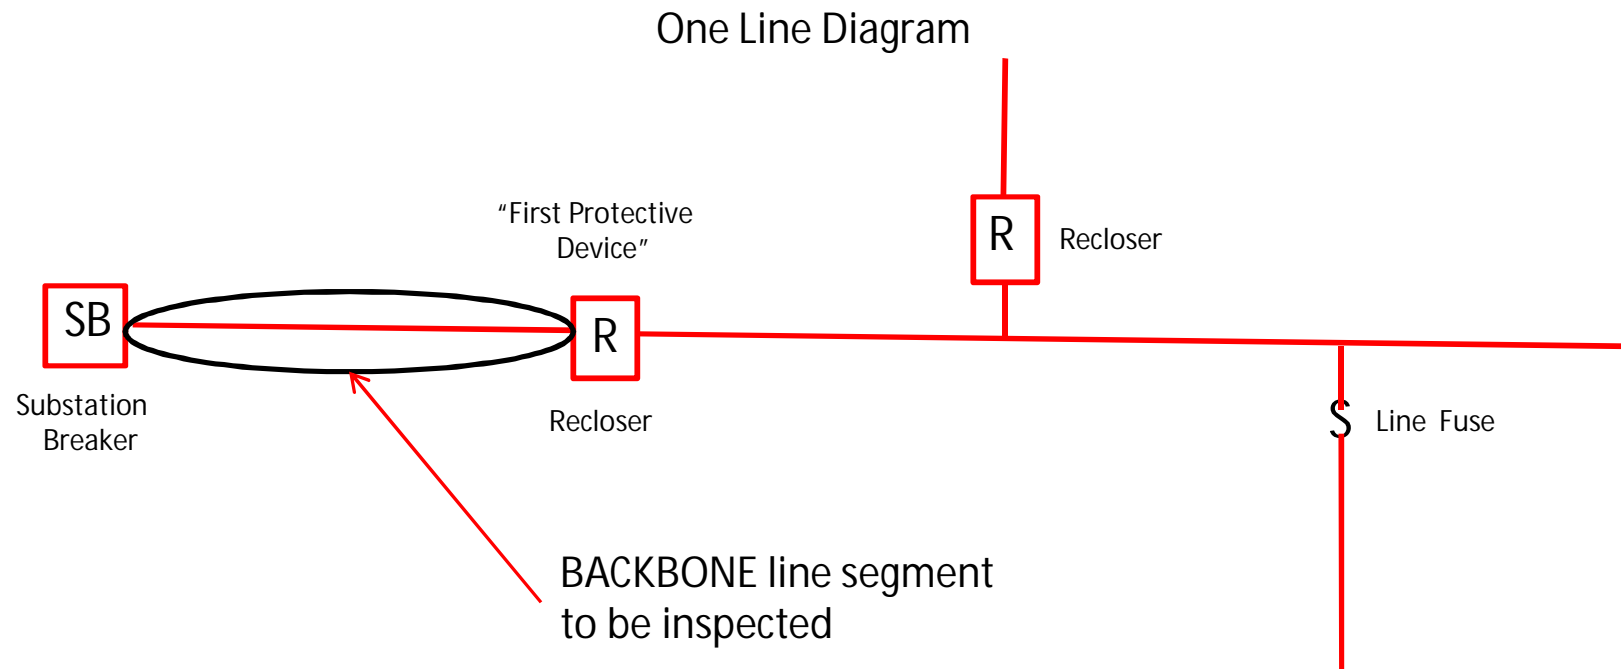 One Line Diagram
"First Protective
Device"
R
Recloser
SB
R
Substation
Breaker
Recloser
S
Line Fuse
BACKBONE line segment
to be inspected